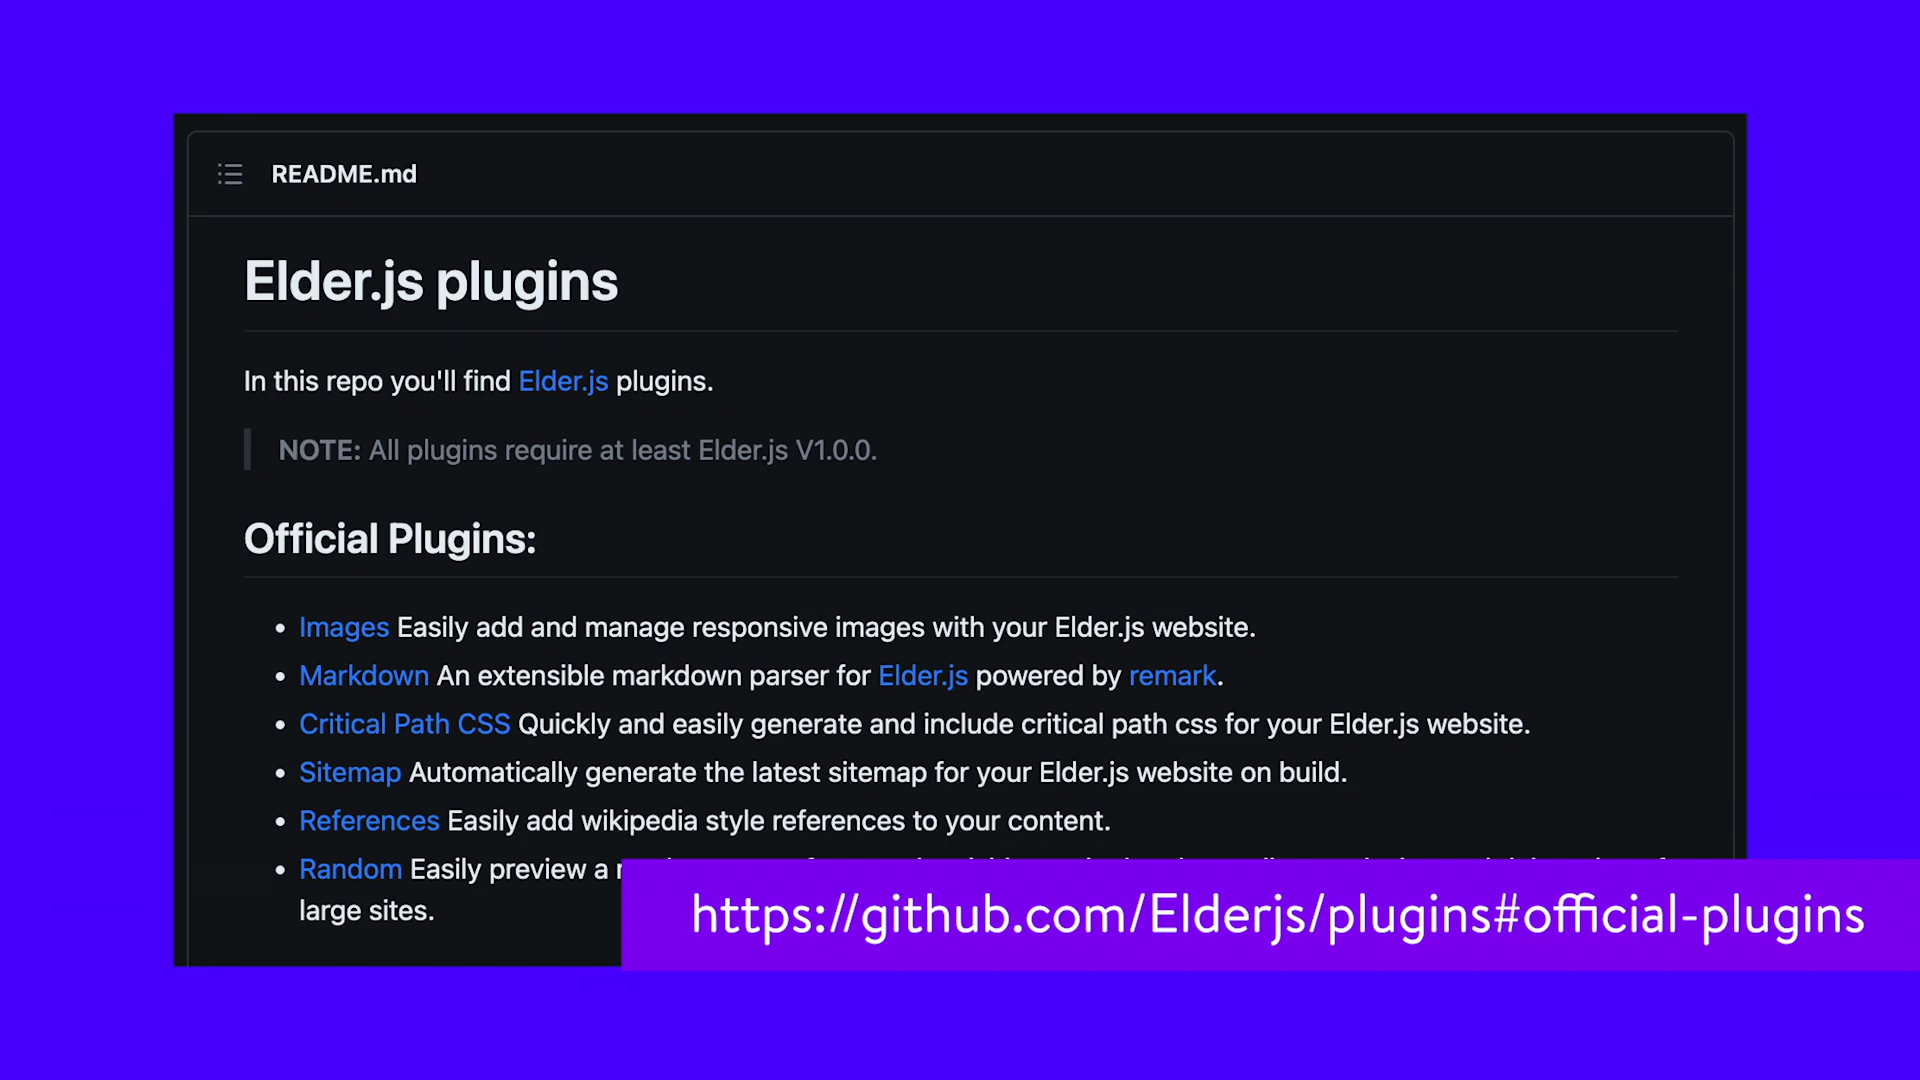 README.md
Elder.js plugins
In this repo you'll find Elder.js plugins.
NOTE: All plugins require at least Elder.js V1.0.0.
Official Plugins:
• Images Easily add and manage responsive images with your Elder.js website.
• Markdown An extensible markdown parser for Elder.js powered by remark.
• Critical Path CSS Quickly and easily generate and include critical path css for your Elder.js website.
• Sitemap Automatically generate the latest sitemap for your Elder.js website on build.
• References Easily add wikipedia style references to your content.
• Random Easily preview a
large sites.
https://github.com/Elderjs/plugins#official-plugins